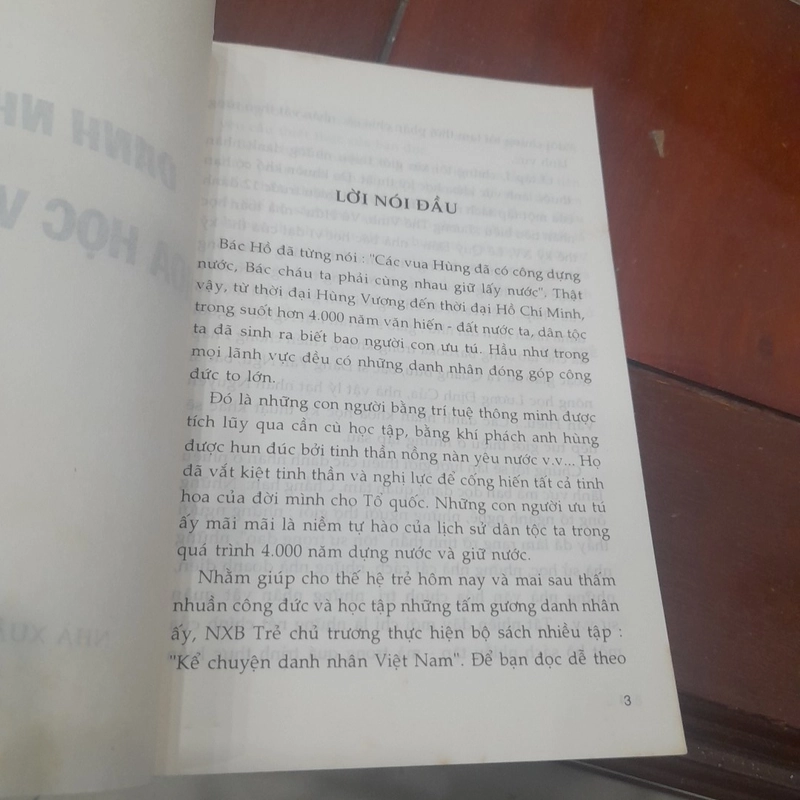 DANH NH
OA HỌC V
NHÀ XU
LỜI NÓI ĐẦU
Bác Hồ đã từng nói : "Các vua Hùng đã có công dựng
nước, Bác cháu ta phải cùng nhau giữ lấy nước". Thật
vậy, từ thời đại Hùng Vương đến thời đại Hồ Chí Minh,
trong suốt hơn 4.000 năm văn hiến - đất nước ta, dân tộc
ta đã sinh ra biết bao người con ưu tú. Hầu như trong
mọi lãnh vực đều có những danh nhân đóng góp công
đức to lớn.
Đó là những con người bằng trí tuệ thông minh được
tích lũy qua cần cù học tập, bằng khí phách anh hùng
được hun đúc bởi tinh thần nồng nàn yêu nước v.v... Họ
đã vắt kiệt tinh thần và nghị lực để cống hiến tất cả tinh
hoa của đời mình cho Tổ quốc. Những con người ưu tú
ấy mãi mãi là niềm tự hào của lịch sử dân tộc ta trong
quá trình 4.000 năm dựng nước và giữ nước.
Nhằm giúp cho thế hệ trẻ hôm nay và mai sau thấm
nhuần công đức và học tập những tấm gương danh nhân
ấy, NXB Trẻ chủ trương thực hiện bộ sách nhiều tập :
"Kể chuyện danh nhân Việt Nam". Để bạn đọc dễ theo
3